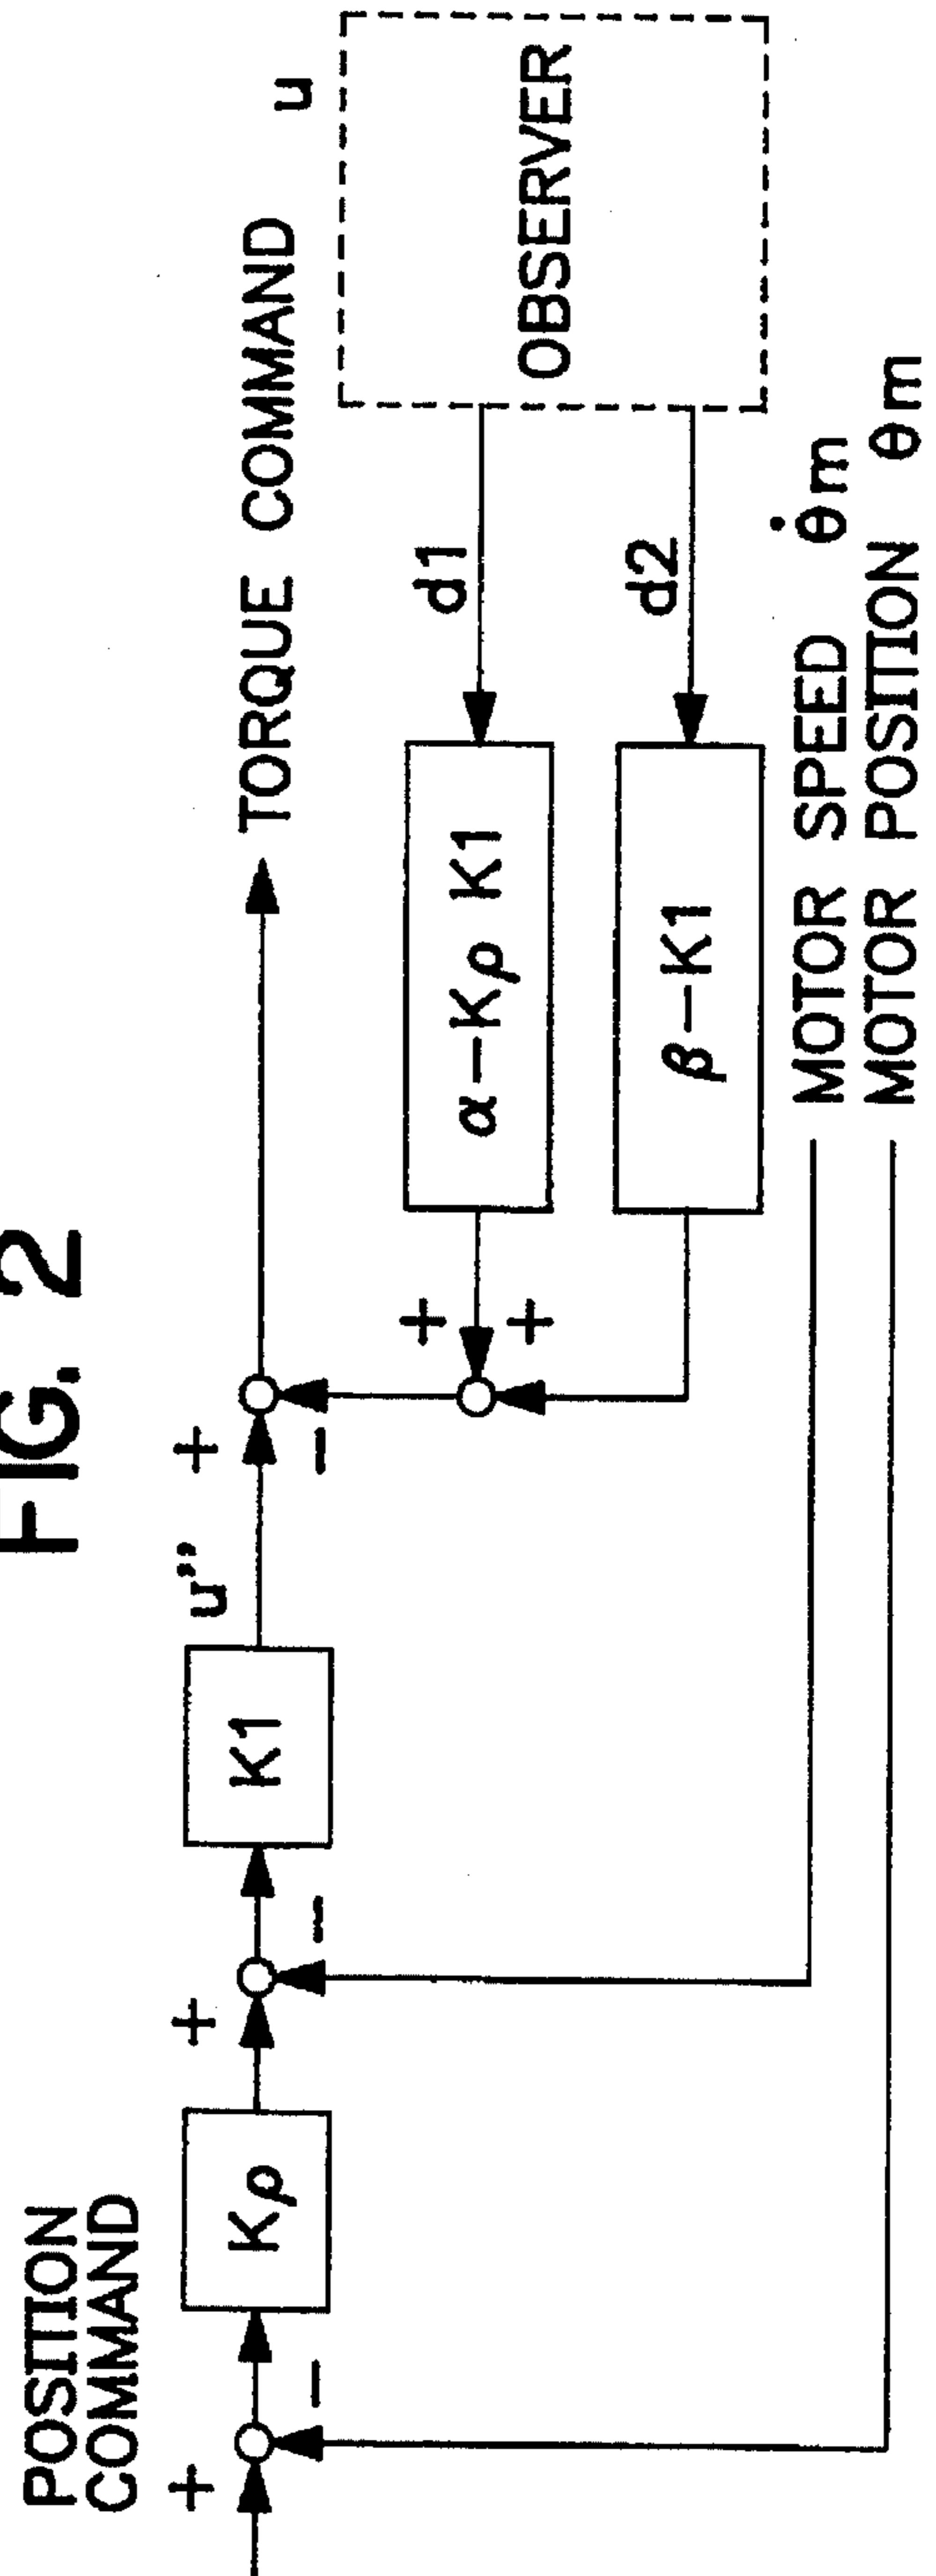 FIG. 2
POSITION
COMMAND
+
−
Kρ
+
−
K1
u''
+
−
TORQUE COMMAND u
+
+
α−Kρ K1
d1
β−K1
d2
OBSERVER
MOTOR SPEED θ̇m
MOTOR POSITION θm